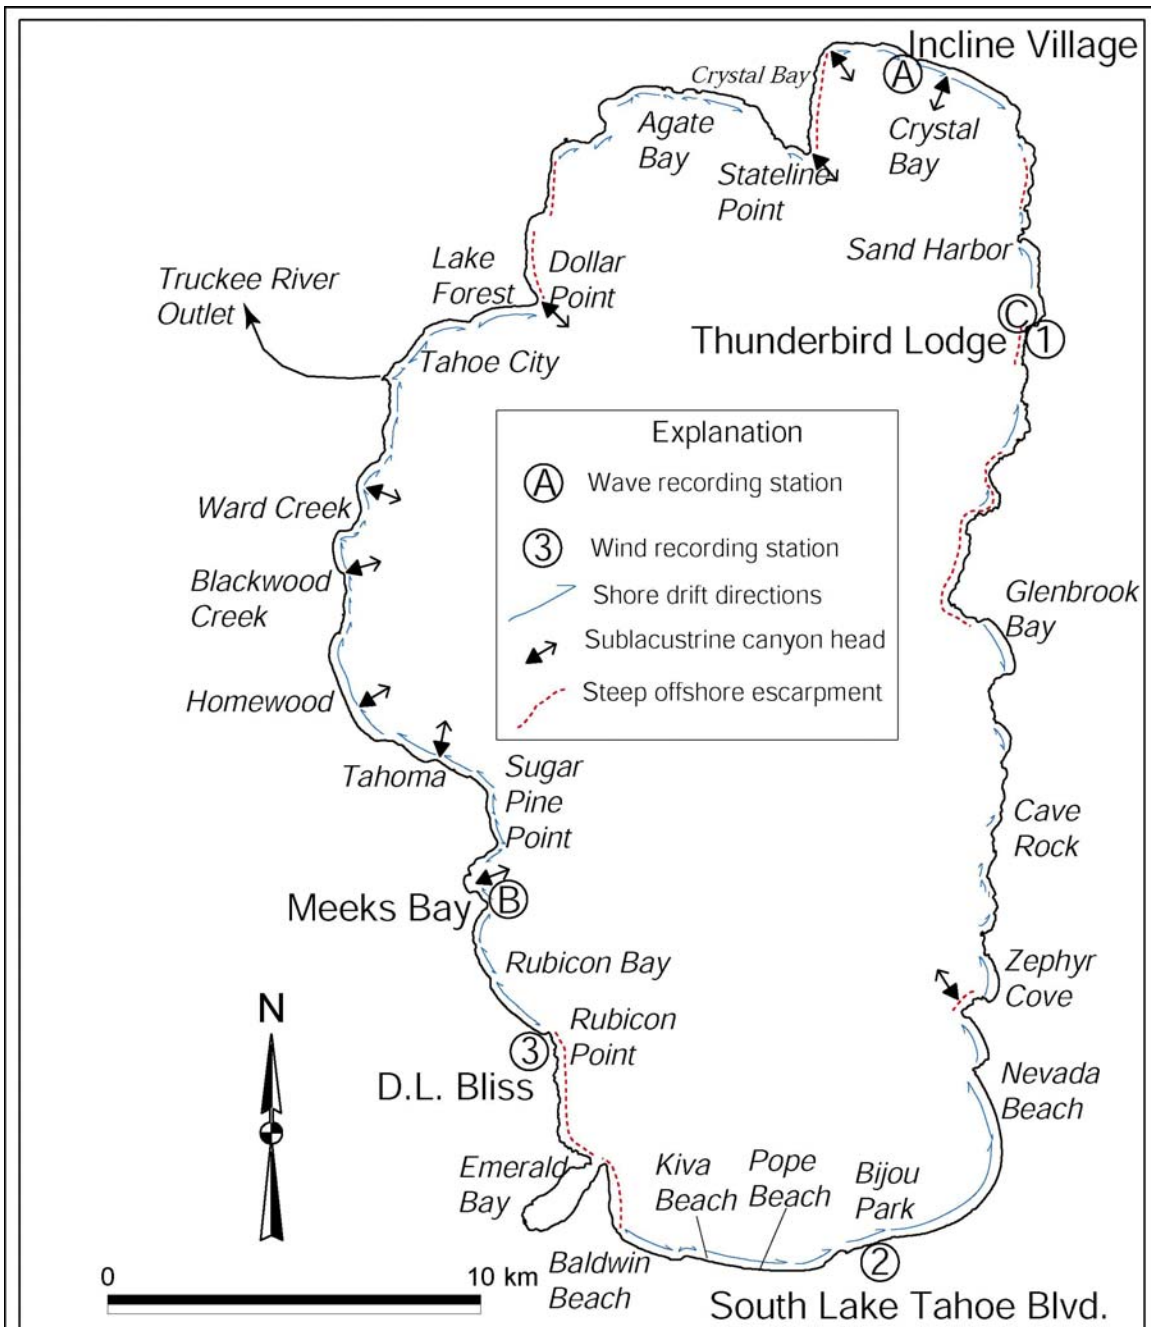 Incline Village
Crystal Bay
A
Agate
Bay
Crystal
Bay
Stateline
Point
Sand Harbor
Lake
Forest
Dollar
Point
Truckee River
Outlet
C
Thunderbird Lodge
1
Tahoe City
Explanation
A Wave recording station
3 Wind recording station
Shore drift directions
Sublacustrine canyon head
Steep offshore escarpment
Ward Creek
Blackwood
Creek
Glenbrook
Bay
Homewood
Tahoma
Sugar
Pine
Point
Cave
Rock
Meeks Bay
B
Rubicon Bay
Zephyr
Cove
N
Rubicon
Point
3
D.L. Bliss
Nevada
Beach
Emerald
Bay
Kiva
Beach
Pope
Beach
Bijou
Park
2
0
10 km
Baldwin
Beach
South Lake Tahoe Blvd.